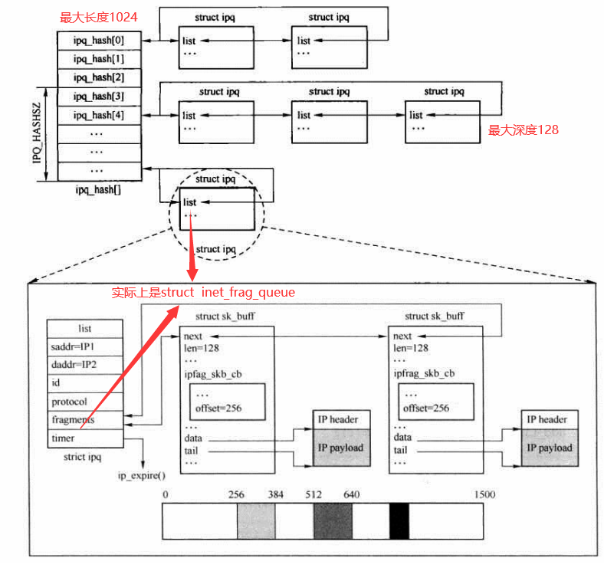 最大长度1024
struct ipq
struct ipq
ipq_hash[0]
list
list
ipq_hash[1]
...
...
ipq_hash[2]
struct ipq
struct ipq
struct ipq
ipq_hash[3]
ipq_hash[4]
list
list
list
...
...
...
...
最大深度128
...
...
IPQ_HASHSZ
struct ipq
ipq_hash[]
list
...
struct ipq
实际上是struct inet_frag_queue
struct sk_buff
struct sk_buff
list
next
next
saddr=IP1
len=128
len=128
daddr=IP2
...
...
id
ipfag_skb_cb
ipfrag_skb_cb
protocol
...
...
fragments
offset=256
offset=256
IP header
IP header
timer
...
...
data
data
IP payload
IP payload
strict ipq
tail
tail
...
...
ip_expire()
0
256
384
512
640
1500